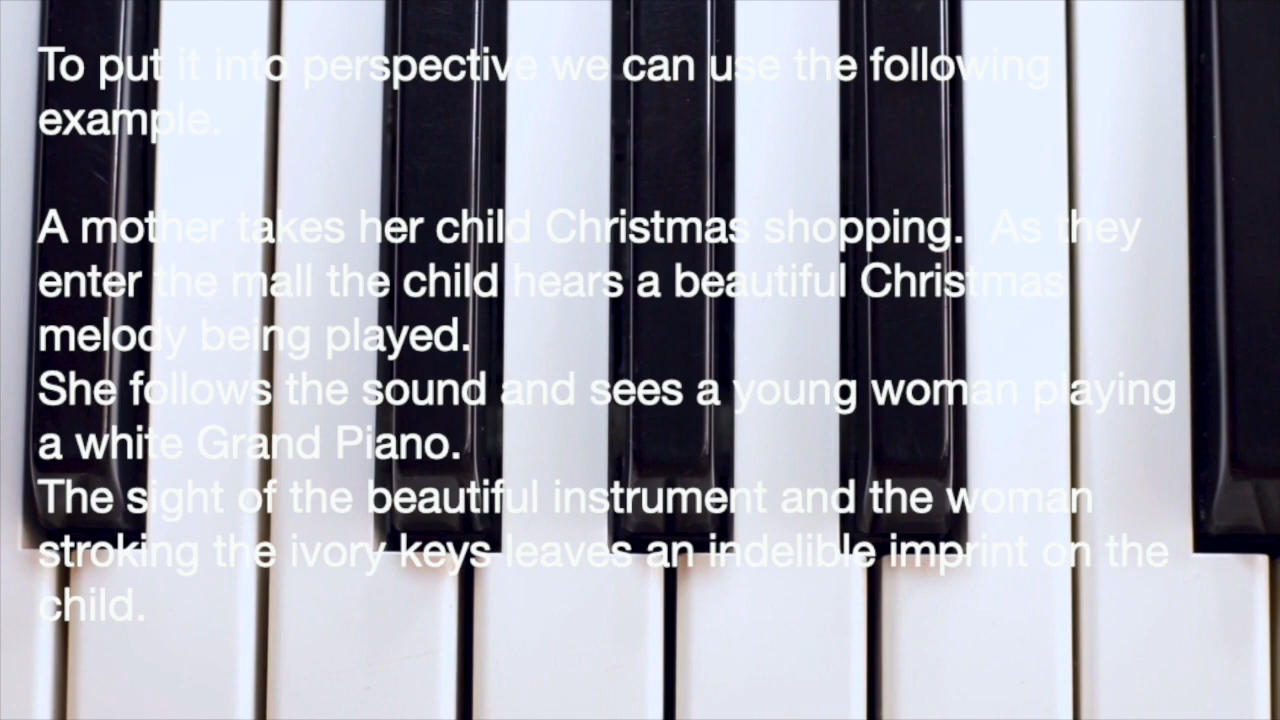 To put it into perspective we can use the following
example.
A mother takes her child Christmas shopping.  As they
enter the mall the child hears a beautiful Christmas
melody being played.
She follows the sound and sees a young woman playing
a white Grand Piano.
The sight of the beautiful instrument and the woman
stroking the ivory keys leaves an indelible imprint on the
child.